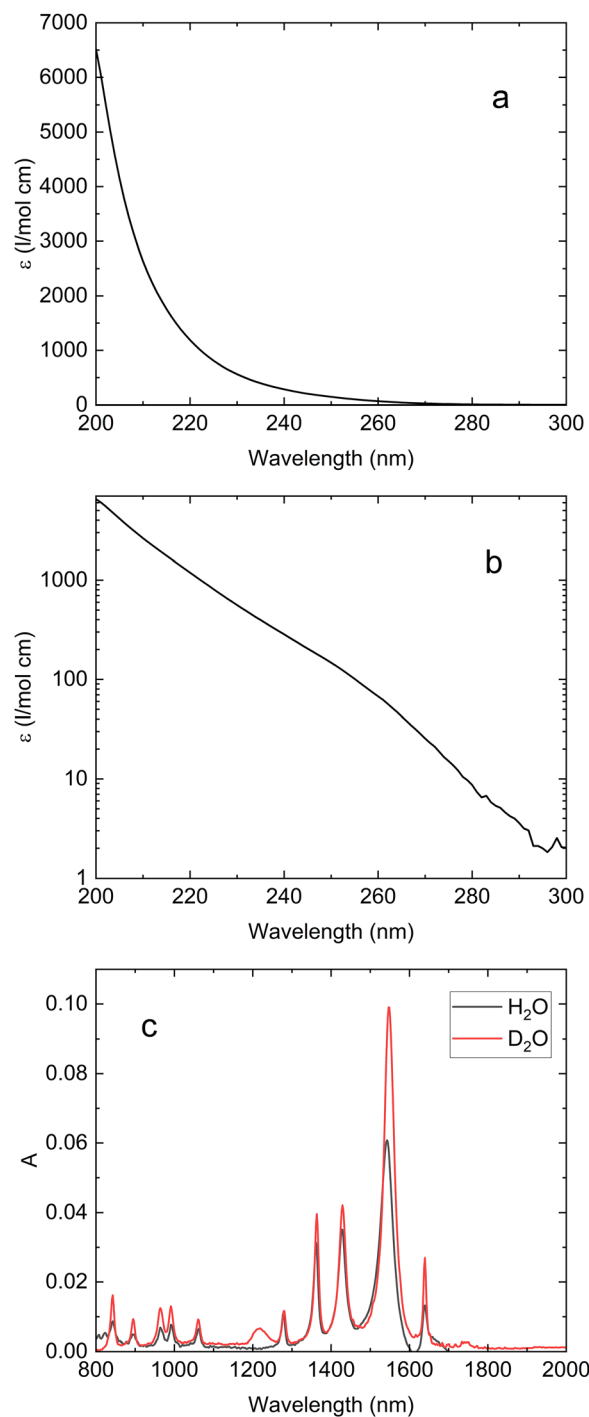 7000
6000
5000
4000
3000
2000
1000
0
ε (l/mol cm)
a
200 220 240 260 280 300
Wavelength (nm)
1000
100
10
1
ε (l/mol cm)
b
200 220 240 260 280 300
Wavelength (nm)
0.10
0.08
0.06
0.04
0.02
0.00
A
c
H₂O
D₂O
800 1000 1200 1400 1600 1800 2000
Wavelength (nm)